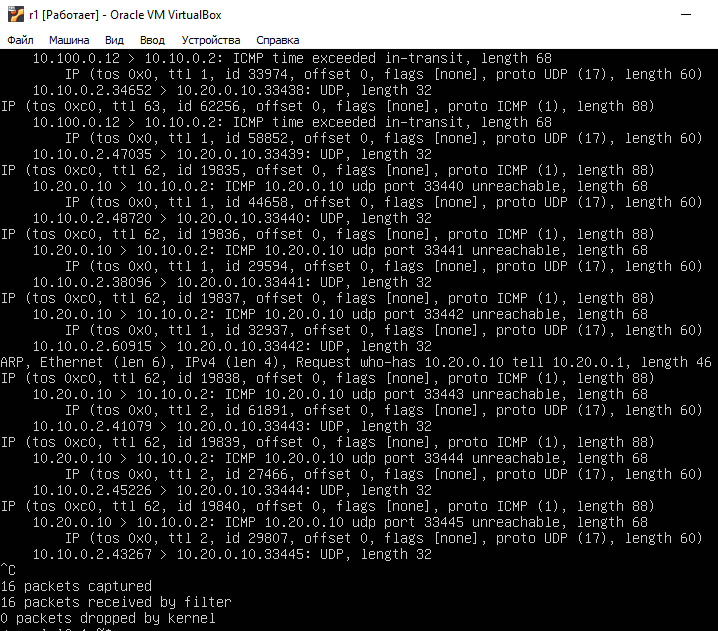 r1 [Работает] - Oracle VM VirtualBox
Файл Машина Вид Ввод Устройства Справка
10.100.0.12 > 10.10.0.2: ICMP time exceeded in-transit, length 68
IP (tos 0x0, ttl 1, id 33974, offset 0, flags [none], proto UDP (17), length 60)
10.10.0.2.34652 > 10.20.0.10.33438: UDP, length 32
IP (tos 0xc0, ttl 63, id 62256, offset 0, flags [none], proto ICMP (1), length 88)
10.100.0.12 > 10.10.0.2: ICMP time exceeded in-transit, length 68
IP (tos 0x0, ttl 1, id 58852, offset 0, flags [none], proto UDP (17), length 60)
10.10.0.2.47035 > 10.20.0.10.33439: UDP, length 32
IP (tos 0xc0, ttl 62, id 19835, offset 0, flags [none], proto ICMP (1), length 88)
10.20.0.10 > 10.10.0.2: ICMP 10.20.0.10 udp port 33440 unreachable, length 68
IP (tos 0x0, ttl 1, id 44658, offset 0, flags [none], proto UDP (17), length 60)
10.10.0.2.48720 > 10.20.0.10.33440: UDP, length 32
IP (tos 0xc0, ttl 62, id 19836, offset 0, flags [none], proto ICMP (1), length 88)
10.20.0.10 > 10.10.0.2: ICMP 10.20.0.10 udp port 33441 unreachable, length 68
IP (tos 0x0, ttl 1, id 29594, offset 0, flags [none], proto UDP (17), length 60)
10.10.0.2.38096 > 10.20.0.10.33441: UDP, length 32
IP (tos 0xc0, ttl 62, id 19837, offset 0, flags [none], proto ICMP (1), length 88)
10.20.0.10 > 10.10.0.2: ICMP 10.20.0.10 udp port 33442 unreachable, length 68
IP (tos 0x0, ttl 1, id 32937, offset 0, flags [none], proto UDP (17), length 60)
10.10.0.2.60915 > 10.20.0.10.33442: UDP, length 32
ARP, Ethernet (len 6), IPv4 (len 4), Request who-has 10.20.0.10 tell 10.20.0.1, length 46
IP (tos 0xc0, ttl 62, id 19838, offset 0, flags [none], proto ICMP (1), length 88)
10.20.0.10 > 10.10.0.2: ICMP 10.20.0.10 udp port 33443 unreachable, length 68
IP (tos 0x0, ttl 2, id 61891, offset 0, flags [none], proto UDP (17), length 60)
10.10.0.2.41079 > 10.20.0.10.33443: UDP, length 32
IP (tos 0xc0, ttl 62, id 19839, offset 0, flags [none], proto ICMP (1), length 88)
10.20.0.10 > 10.10.0.2: ICMP 10.20.0.10 udp port 33444 unreachable, length 68
IP (tos 0x0, ttl 2, id 27466, offset 0, flags [none], proto UDP (17), length 60)
10.10.0.2.45226 > 10.20.0.10.33444: UDP, length 32
IP (tos 0xc0, ttl 62, id 19840, offset 0, flags [none], proto ICMP (1), length 88)
10.20.0.10 > 10.10.0.2: ICMP 10.20.0.10 udp port 33445 unreachable, length 68
IP (tos 0x0, ttl 2, id 29807, offset 0, flags [none], proto UDP (17), length 60)
10.10.0.2.43267 > 10.20.0.10.33445: UDP, length 32
^C
16 packets captured
16 packets received by filter
0 packets dropped by kernel